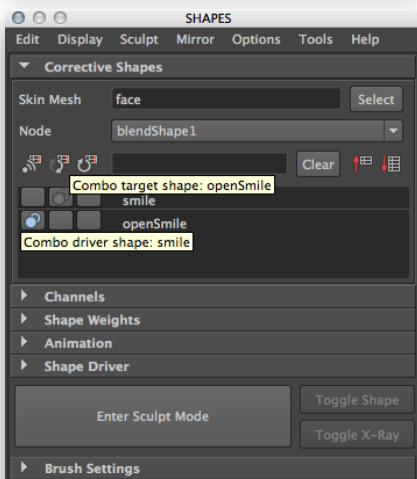 SHAPES
Edit Display Sculpt Mirror Options Tools Help
Corrective Shapes
Skin Mesh face Select
Node blendShape1
Clear
Combo target shape: openSmile
smile
openSmile
Combo driver shape: smile
Channels
Shape Weights
Animation
Shape Driver
Enter Sculpt Mode
Toggle Shape
Toggle X-Ray
Brush Settings